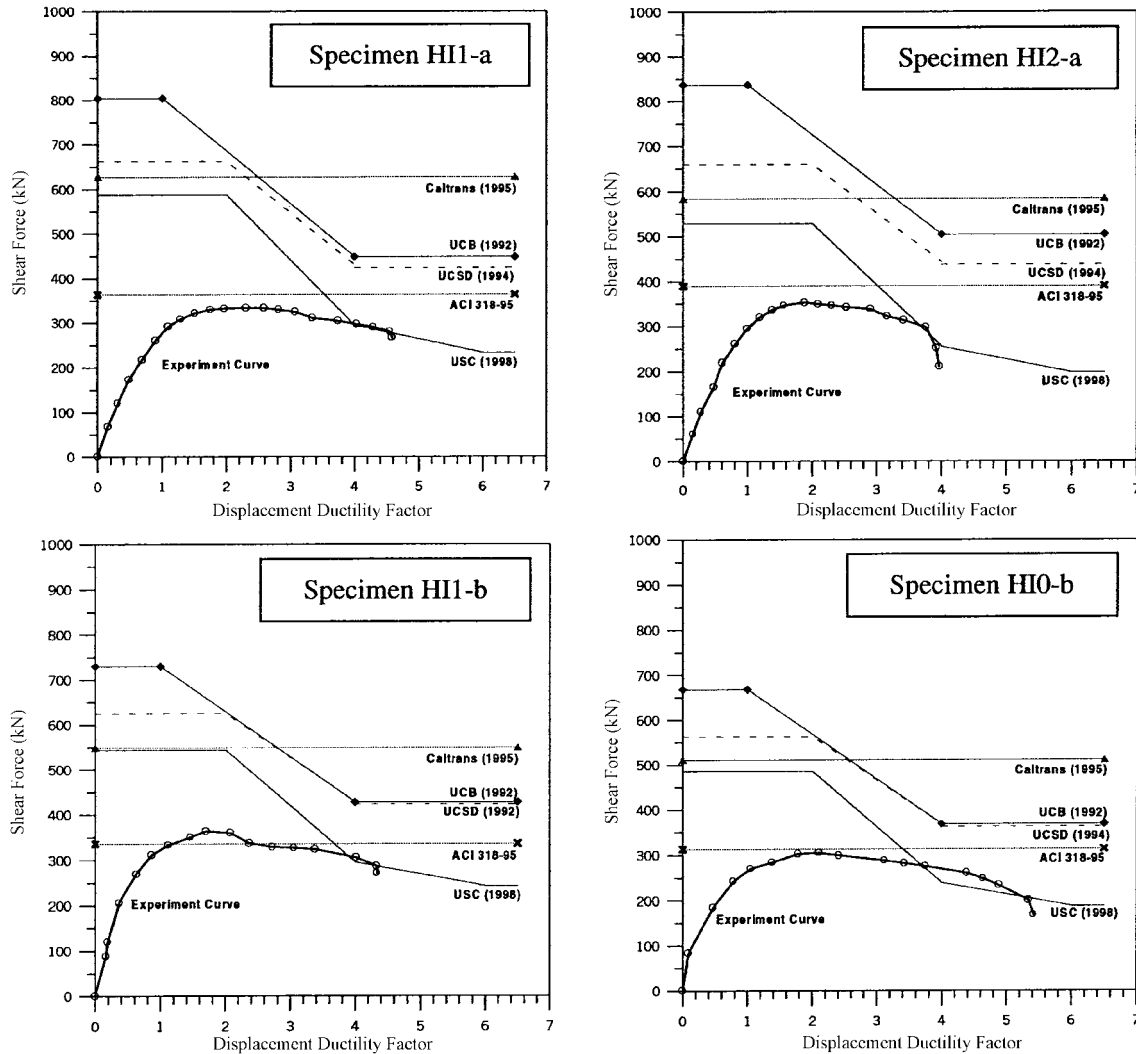 Specimen HI1-a
1000
900
800
700
600
500
400
300
200
100
0
Shear Force (kN)
Caltrans (1995)
UCB (1992)
UCSD (1994)
ACI 318-95
USC (1998)
Experiment Curve
0 1 2 3 4 5 6 7
Displacement Ductility Factor
Specimen HI2-a
1000
900
800
700
600
500
400
300
200
100
0
Shear Force (kN)
Caltrans (1995)
UCB (1992)
UCSD (1994)
ACI 318-95
USC (1998)
Experiment Curve
0 1 2 3 4 5 6 7
Displacement Ductility Factor
Specimen HI1-b
1000
900
800
700
600
500
400
300
200
100
0
Shear Force (kN)
Caltrans (1995)
UCB (1992)
UCSD (1992)
ACI 318-95
USC (1998)
Experiment Curve
0 1 2 3 4 5 6 7
Displacement Ductility Factor
Specimen HI0-b
1000
900
800
700
600
500
400
300
200
100
0
Shear Force (kN)
Caltrans (1995)
UCB (1992)
UCSD (1994)
ACI 318-95
USC (1998)
Experiment Curve
0 1 2 3 4 5 6 7
Displacement Ductility Factor